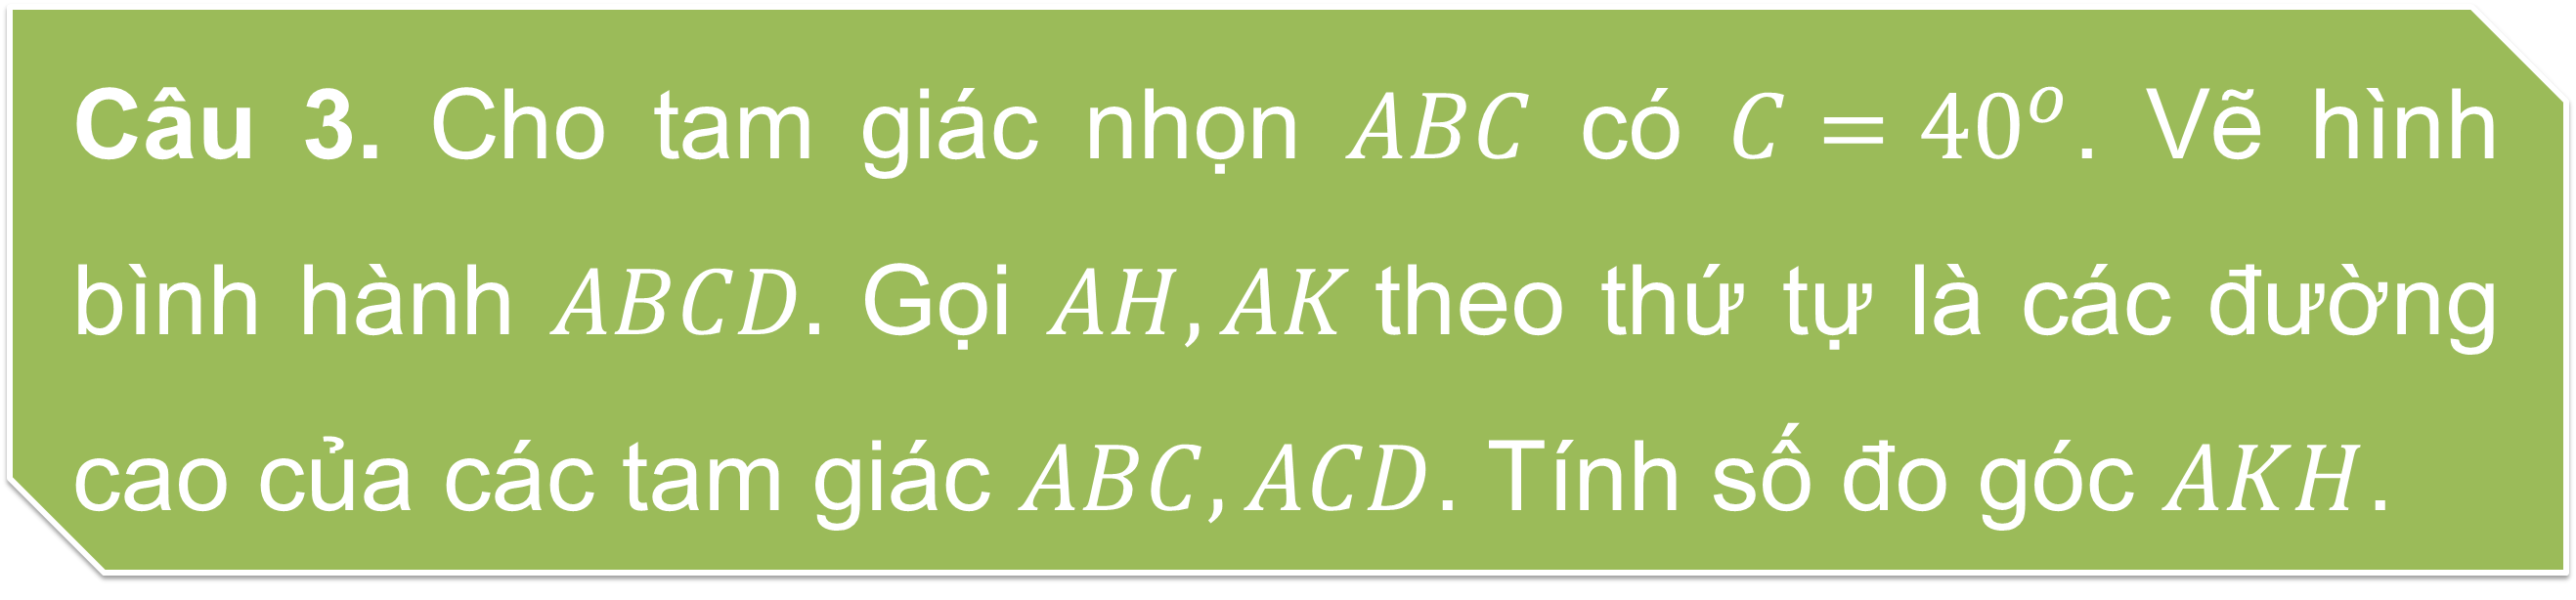 Câu 3. Cho tam giác nhọn ABC có C = 40º. Vẽ hình
bình hành ABCD. Gọi AH, AK theo thứ tự là các đường
cao của các tam giác ABC, ACD. Tính số đo góc AKH.